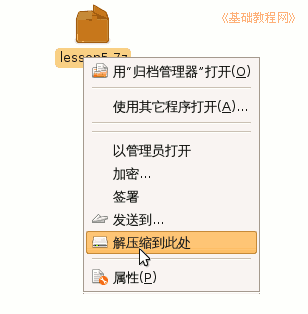 《基础教程网》
lesson5.7z
用“归档管理器”打开(O)
使用其它程序打开(A)...
以管理员打开
加密...
签署
发送到...
解压缩到此处
属性(P)